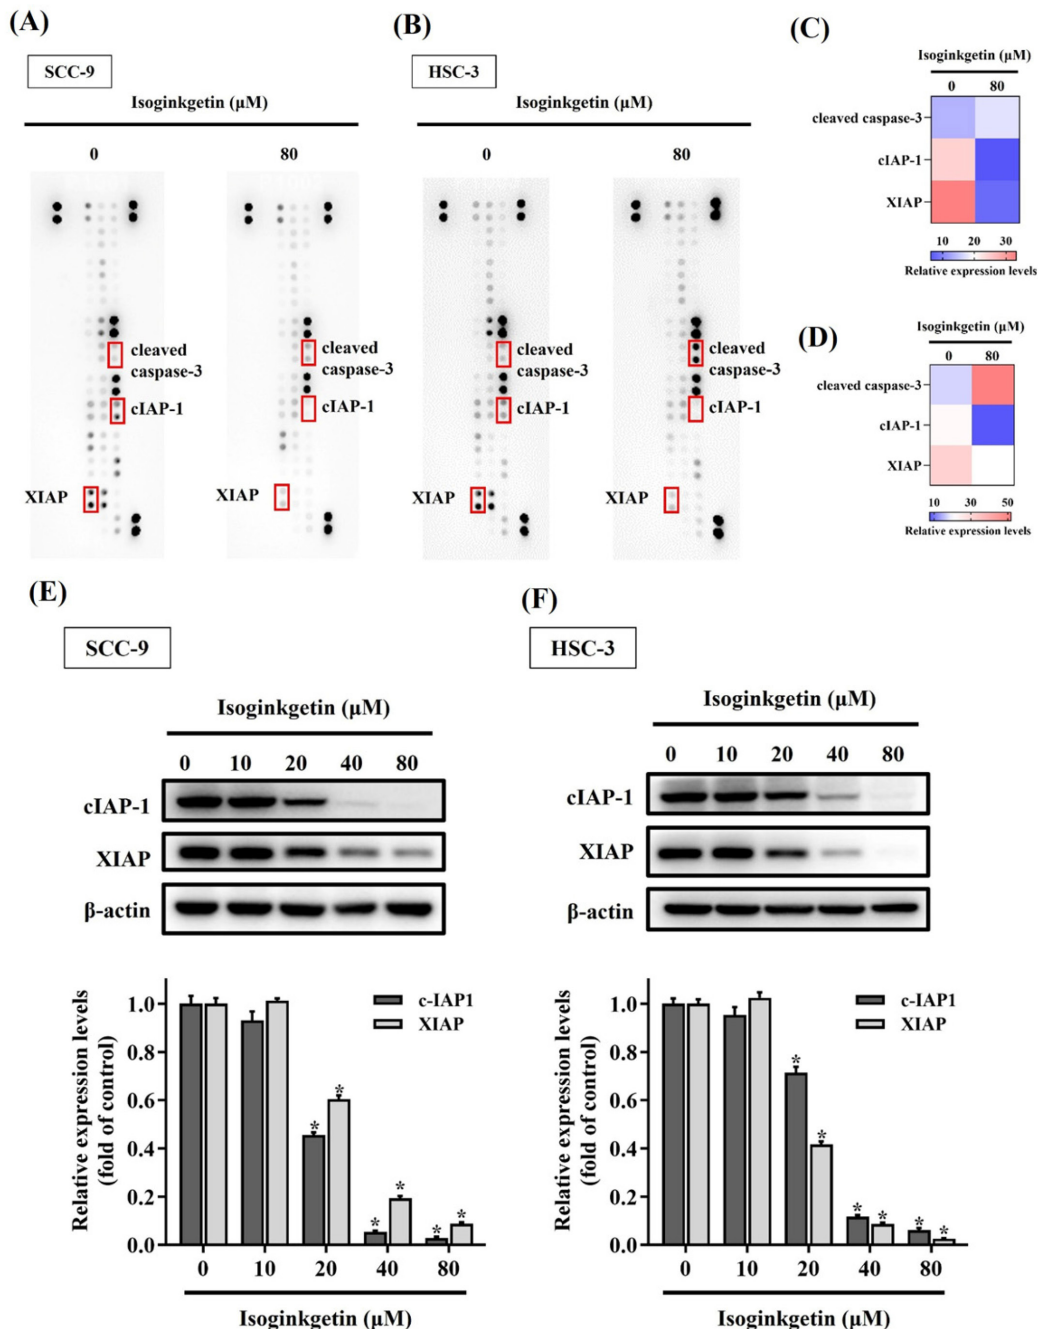 (A)
SCC-9
Isoginkgetin (μM)
0 80
cleaved
caspase-3
cIAP-1
XIAP
cleaved
caspase-3
cIAP-1
XIAP
(B)
HSC-3
Isoginkgetin (μM)
0 80
cleaved
caspase-3
cIAP-1
XIAP
cleaved
caspase-3
cIAP-1
XIAP
(C)
Isoginkgetin (μM)
0 80
cleaved caspase-3
cIAP-1
XIAP
10 20 30
Relative expression levels
(D)
Isoginkgetin (μM)
0 80
cleaved caspase-3
cIAP-1
XIAP
10 30 50
Relative expression levels
(E)
SCC-9
Isoginkgetin (μM)
0 10 20 40 80
cIAP-1
XIAP
β-actin
Relative expression levels
(fold of control)
1.0
0.8
0.6
0.4
0.2
0.0
c-IAP1
XIAP
* *
* *
* *
0 10 20 40 80
Isoginkgetin (μM)
(F)
HSC-3
Isoginkgetin (μM)
0 10 20 40 80
cIAP-1
XIAP
β-actin
Relative expression levels
(fold of control)
1.0
0.8
0.6
0.4
0.2
0.0
c-IAP1
XIAP
* *
* *
* *
0 10 20 40 80
Isoginkgetin (μM)